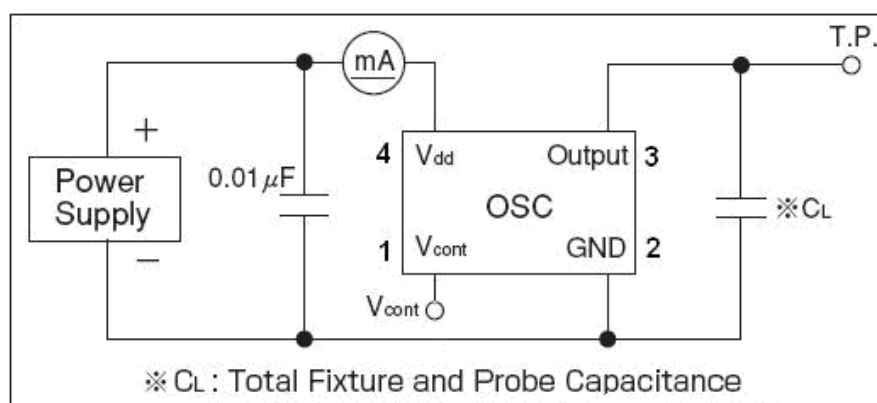 T.P.
mA
+
4 Vdd Output 3
Power
Supply
0.01μF
OSC
※CL
1 Vcont GND 2
−
Vcont
※CL : Total Fixture and Probe Capacitance